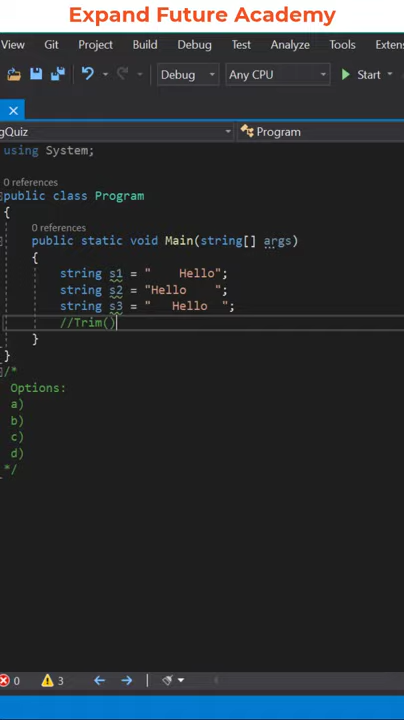 Expand Future Academy
View Git Project Build Debug Test Analyze Tools Exten
Debug Any CPU Start
gQuiz Program
using System;
0 references
public class Program
{
0 references
public static void Main(string[] args)
{
string s1 = "    Hello";
string s2 = "Hello    ";
string s3 = "   Hello  ";
//Trim()
}
}
/*
Options:
a)
b)
c)
d)
*/
0 3